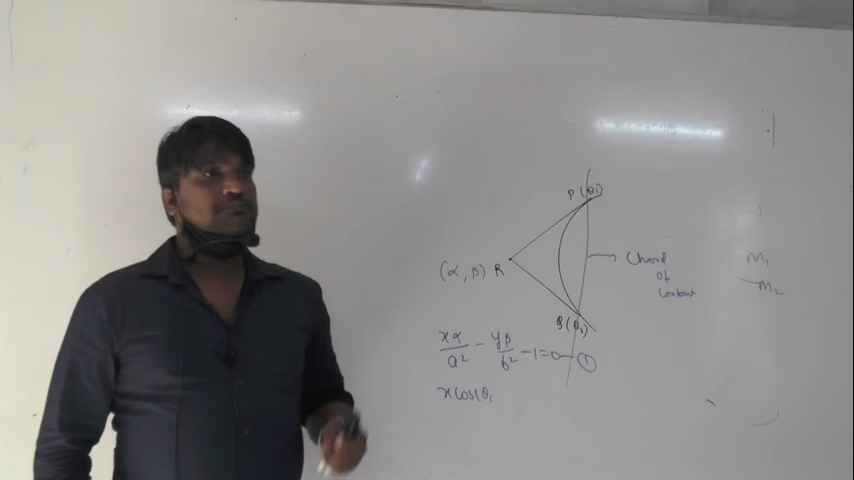 P(θ₁)
(α, β) R
Chord
of
Contact
Q(θ₂)
xα/a² - yβ/b² - 1 = 0 — ①
x cos(θ₁
m₁
m₂